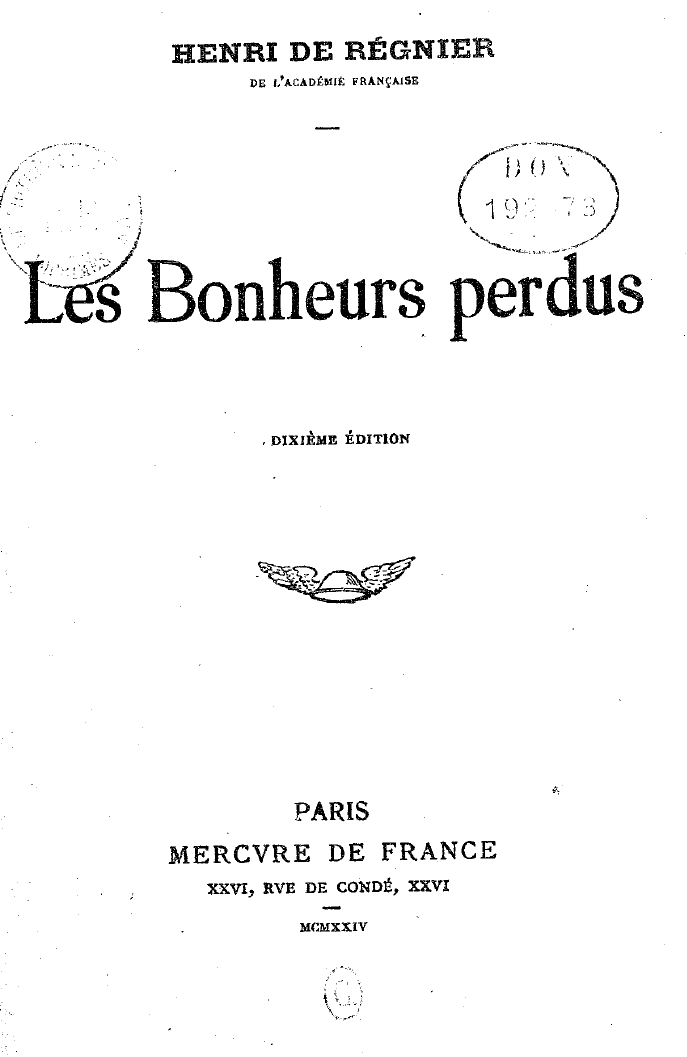 HENRI DE RÉGNIER
DE L'ACADÉMIE FRANÇAISE
DON
Les Bonheurs perdus
DIXIÈME ÉDITION
PARIS
MERCVRE DE FRANCE
XXVI, RVE DE CONDÉ, XXVI
MCMXXIV